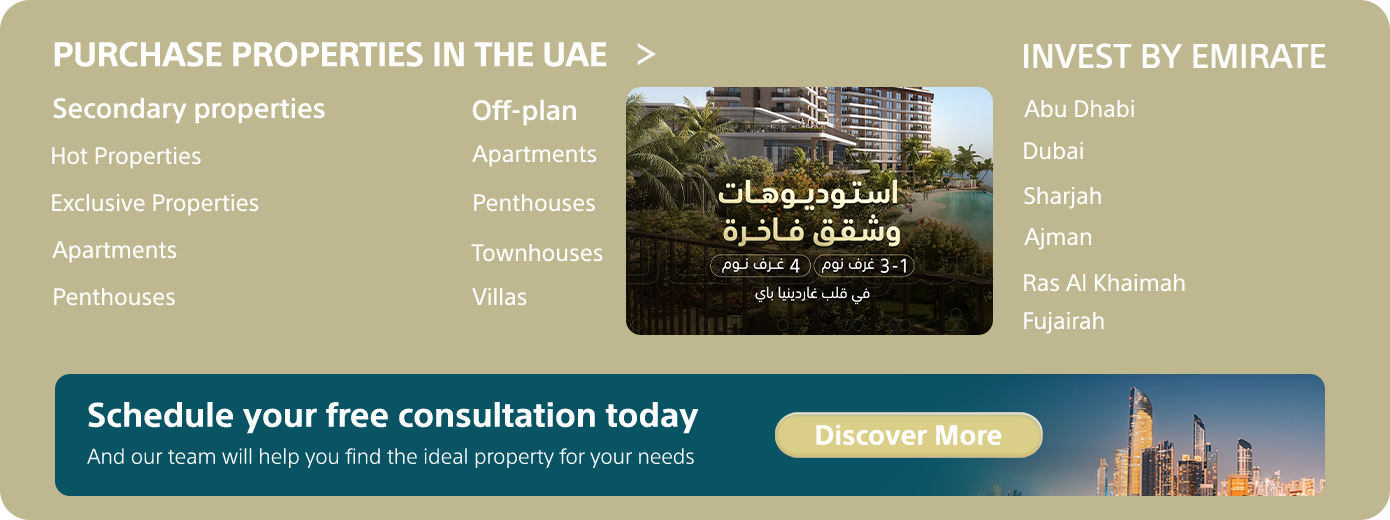 PURCHASE PROPERTIES IN THE UAE >
Secondary properties
Hot Properties
Exclusive Properties
Apartments
Penthouses
Off-plan
Apartments
Penthouses
Townhouses
Villas
استوديوهات
وشقق فاخرة
1-3 غرف نوم
4 غرف نوم
في قلب غاردينيا باي
INVEST BY EMIRATE
Abu Dhabi
Dubai
Sharjah
Ajman
Ras Al Khaimah
Fujairah
Schedule your free consultation today
And our team will help you find the ideal property for your needs
Discover More